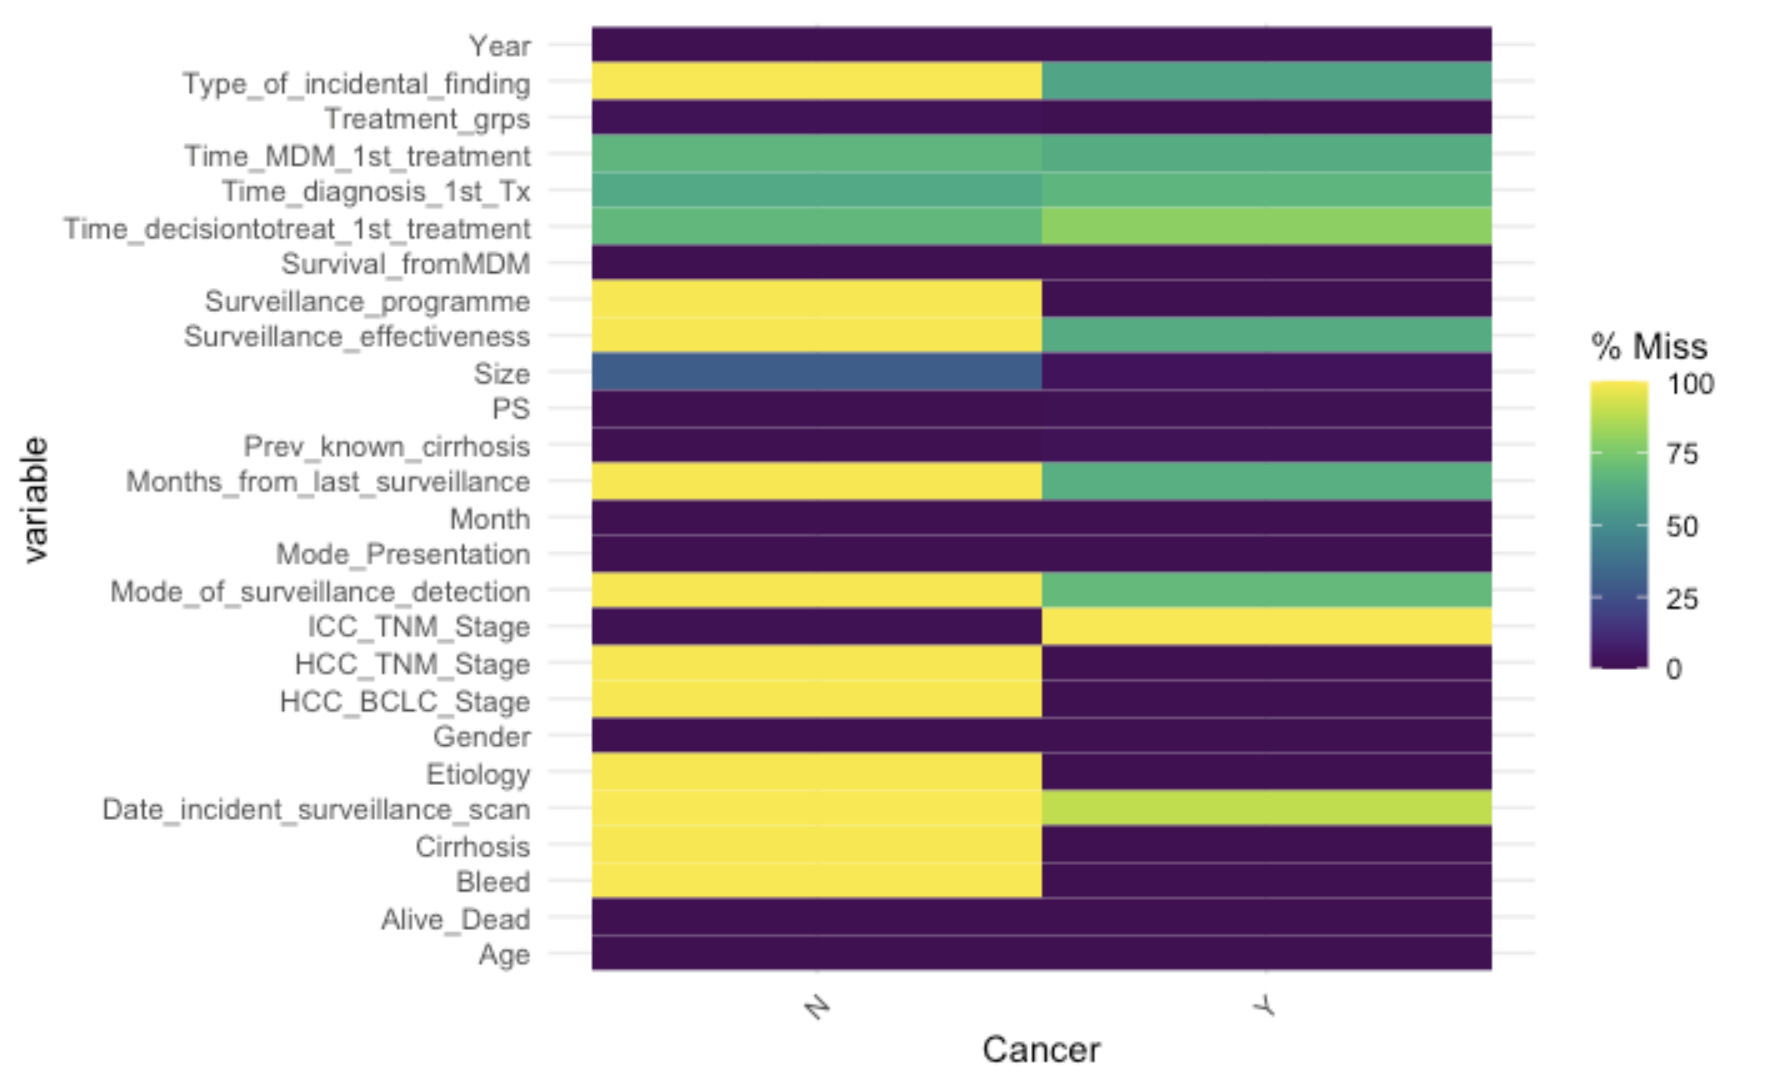 Year
Type_of_incidental_finding
Treatment_grps
Time_MDM_1st_treatment
Time_diagnosis_1st_Tx
Time_decisiontotreat_1st_treatment
Survival_fromMDM
Surveillance_programme
Surveillance_effectiveness
Size
PS
Prev_known_cirrhosis
Months_from_last_surveillance
Month
Mode_Presentation
Mode_of_surveillance_detection
ICC_TNM_Stage
HCC_TNM_Stage
HCC_BCLC_Stage
Gender
Etiology
Date_incident_surveillance_scan
Cirrhosis
Bleed
Alive_Dead
Age
variable
N
Y
Cancer
% Miss
100
75
50
25
0